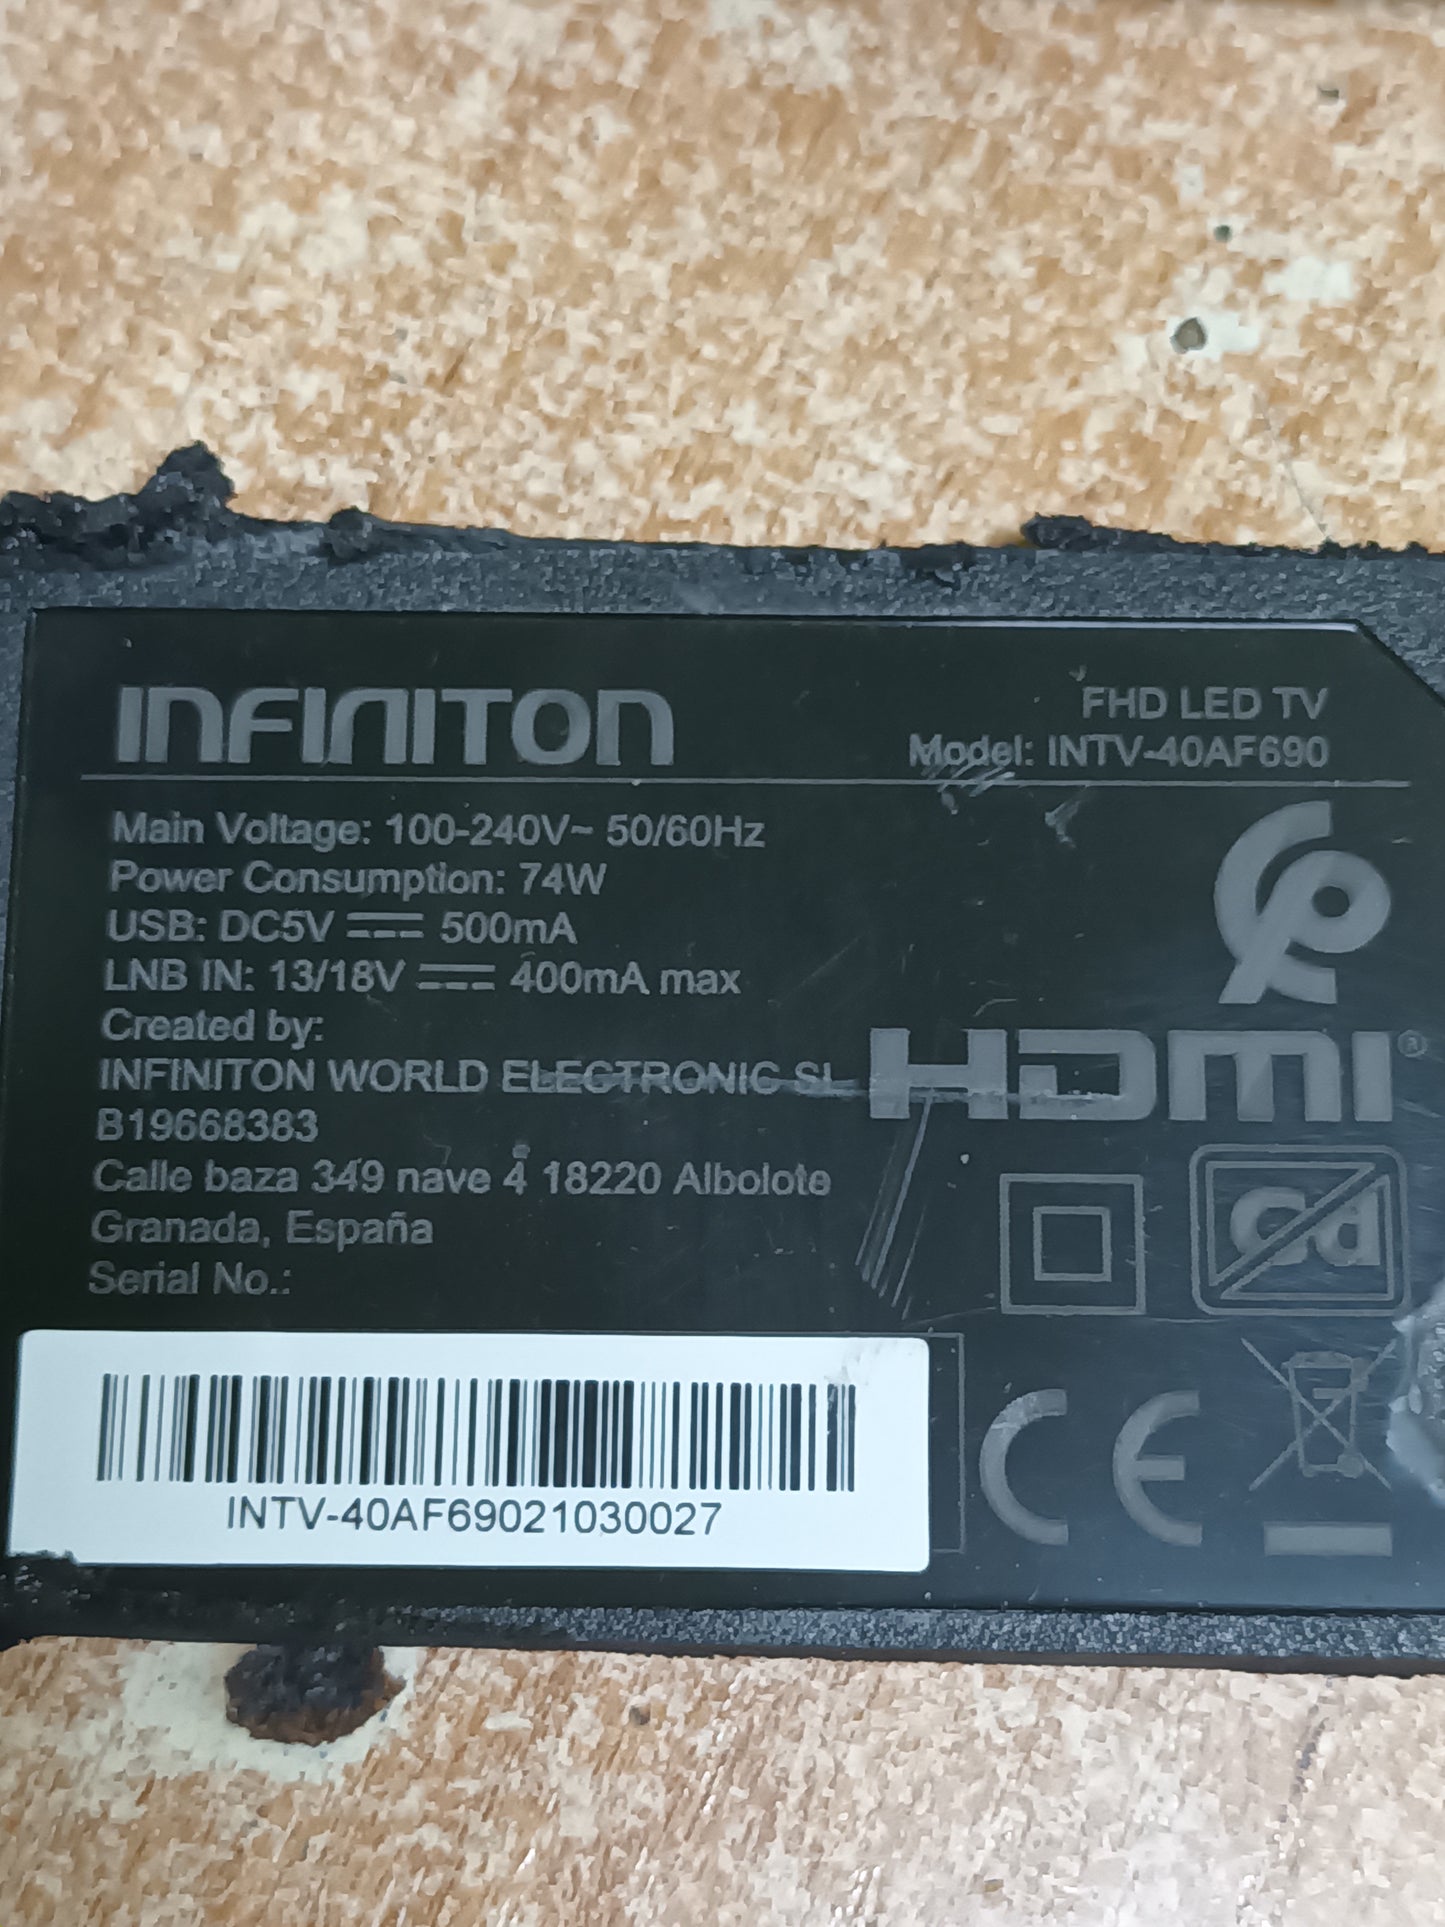 INFINITON
FHD LED TV
Model: INTV-40AF690
Main Voltage: 100-240V~ 50/60Hz
Power Consumption: 74W
USB: DC5V ⎓ 500mA
LNB IN: 13/18V ⎓ 400mA max
Created by:
INFINITON WORLD ELECTRONIC SL
B19668383
Calle baza 349 nave 4 18220 Albolote
Granada, España
Serial No.:
HDMI®
Cd
CE
INTV-40AF69021030027